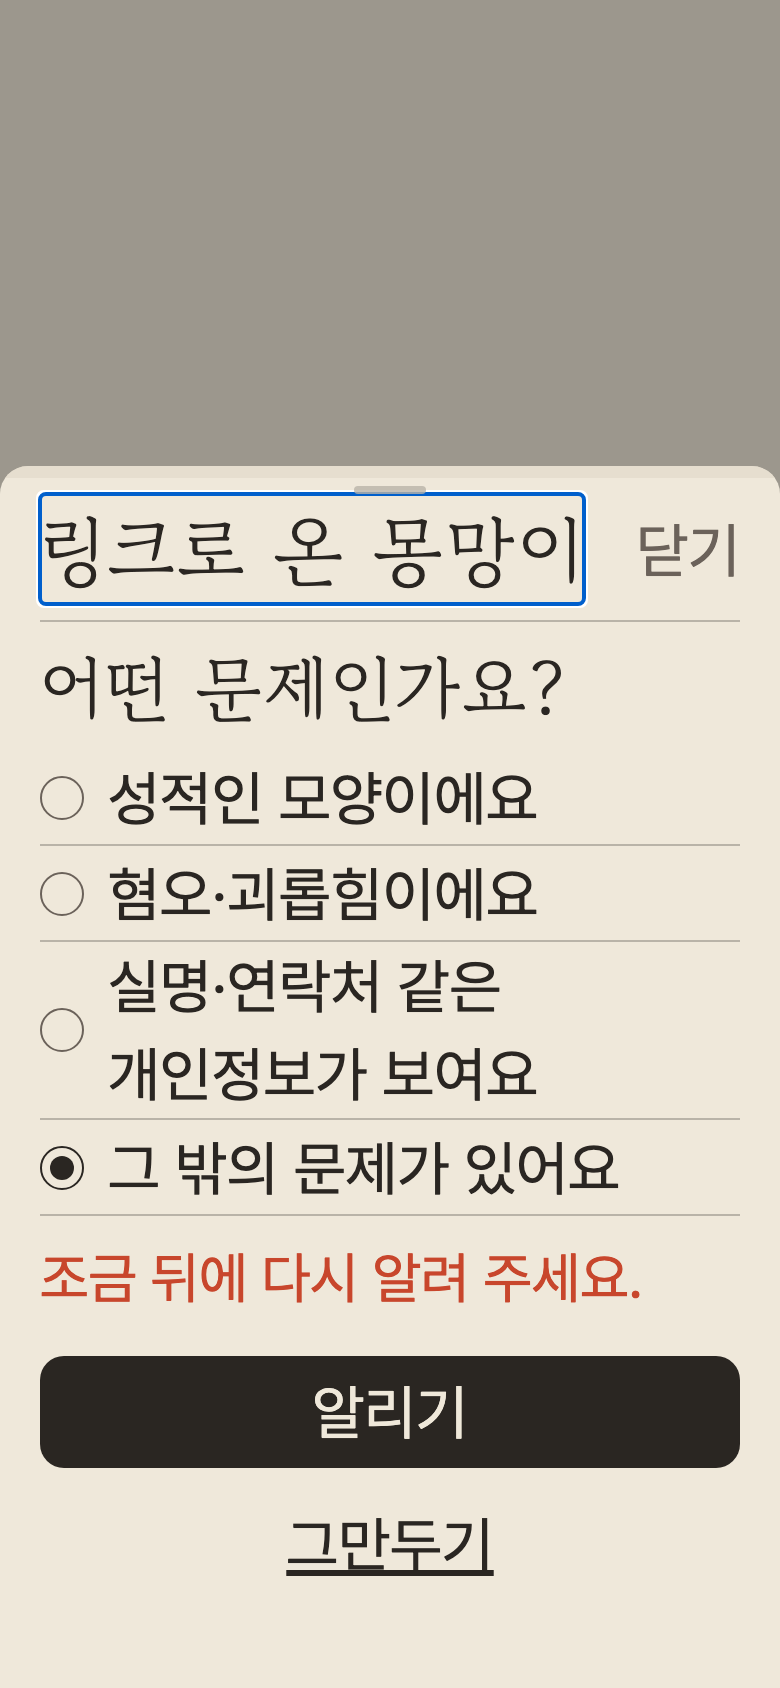 링크로 온 몽망이
닫기
어떤 문제인가요?
성적인 모양이에요
혐오·괴롭힘이에요
실명·연락처 같은
개인정보가 보여요
그 밖의 문제가 있어요
조금 뒤에 다시 알려 주세요.
알리기
그만두기